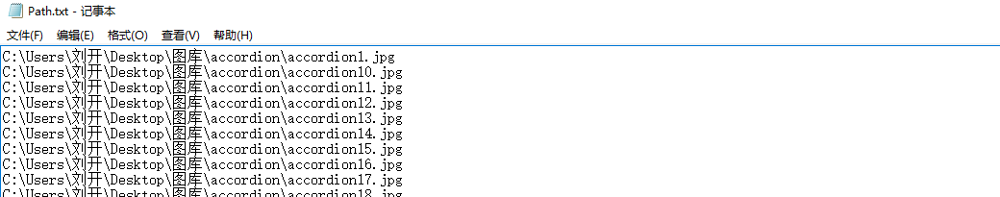 Path.txt - 记事本
文件(F) 编辑(E) 格式(O) 查看(V) 帮助(H)
C:\Users\刘开\Desktop\图库\accordion\accordion1.jpg
C:\Users\刘开\Desktop\图库\accordion\accordion10.jpg
C:\Users\刘开\Desktop\图库\accordion\accordion11.jpg
C:\Users\刘开\Desktop\图库\accordion\accordion12.jpg
C:\Users\刘开\Desktop\图库\accordion\accordion13.jpg
C:\Users\刘开\Desktop\图库\accordion\accordion14.jpg
C:\Users\刘开\Desktop\图库\accordion\accordion15.jpg
C:\Users\刘开\Desktop\图库\accordion\accordion16.jpg
C:\Users\刘开\Desktop\图库\accordion\accordion17.jpg
C:\Users\刘开\Desktop\图库\accordion\accordion18.jpg